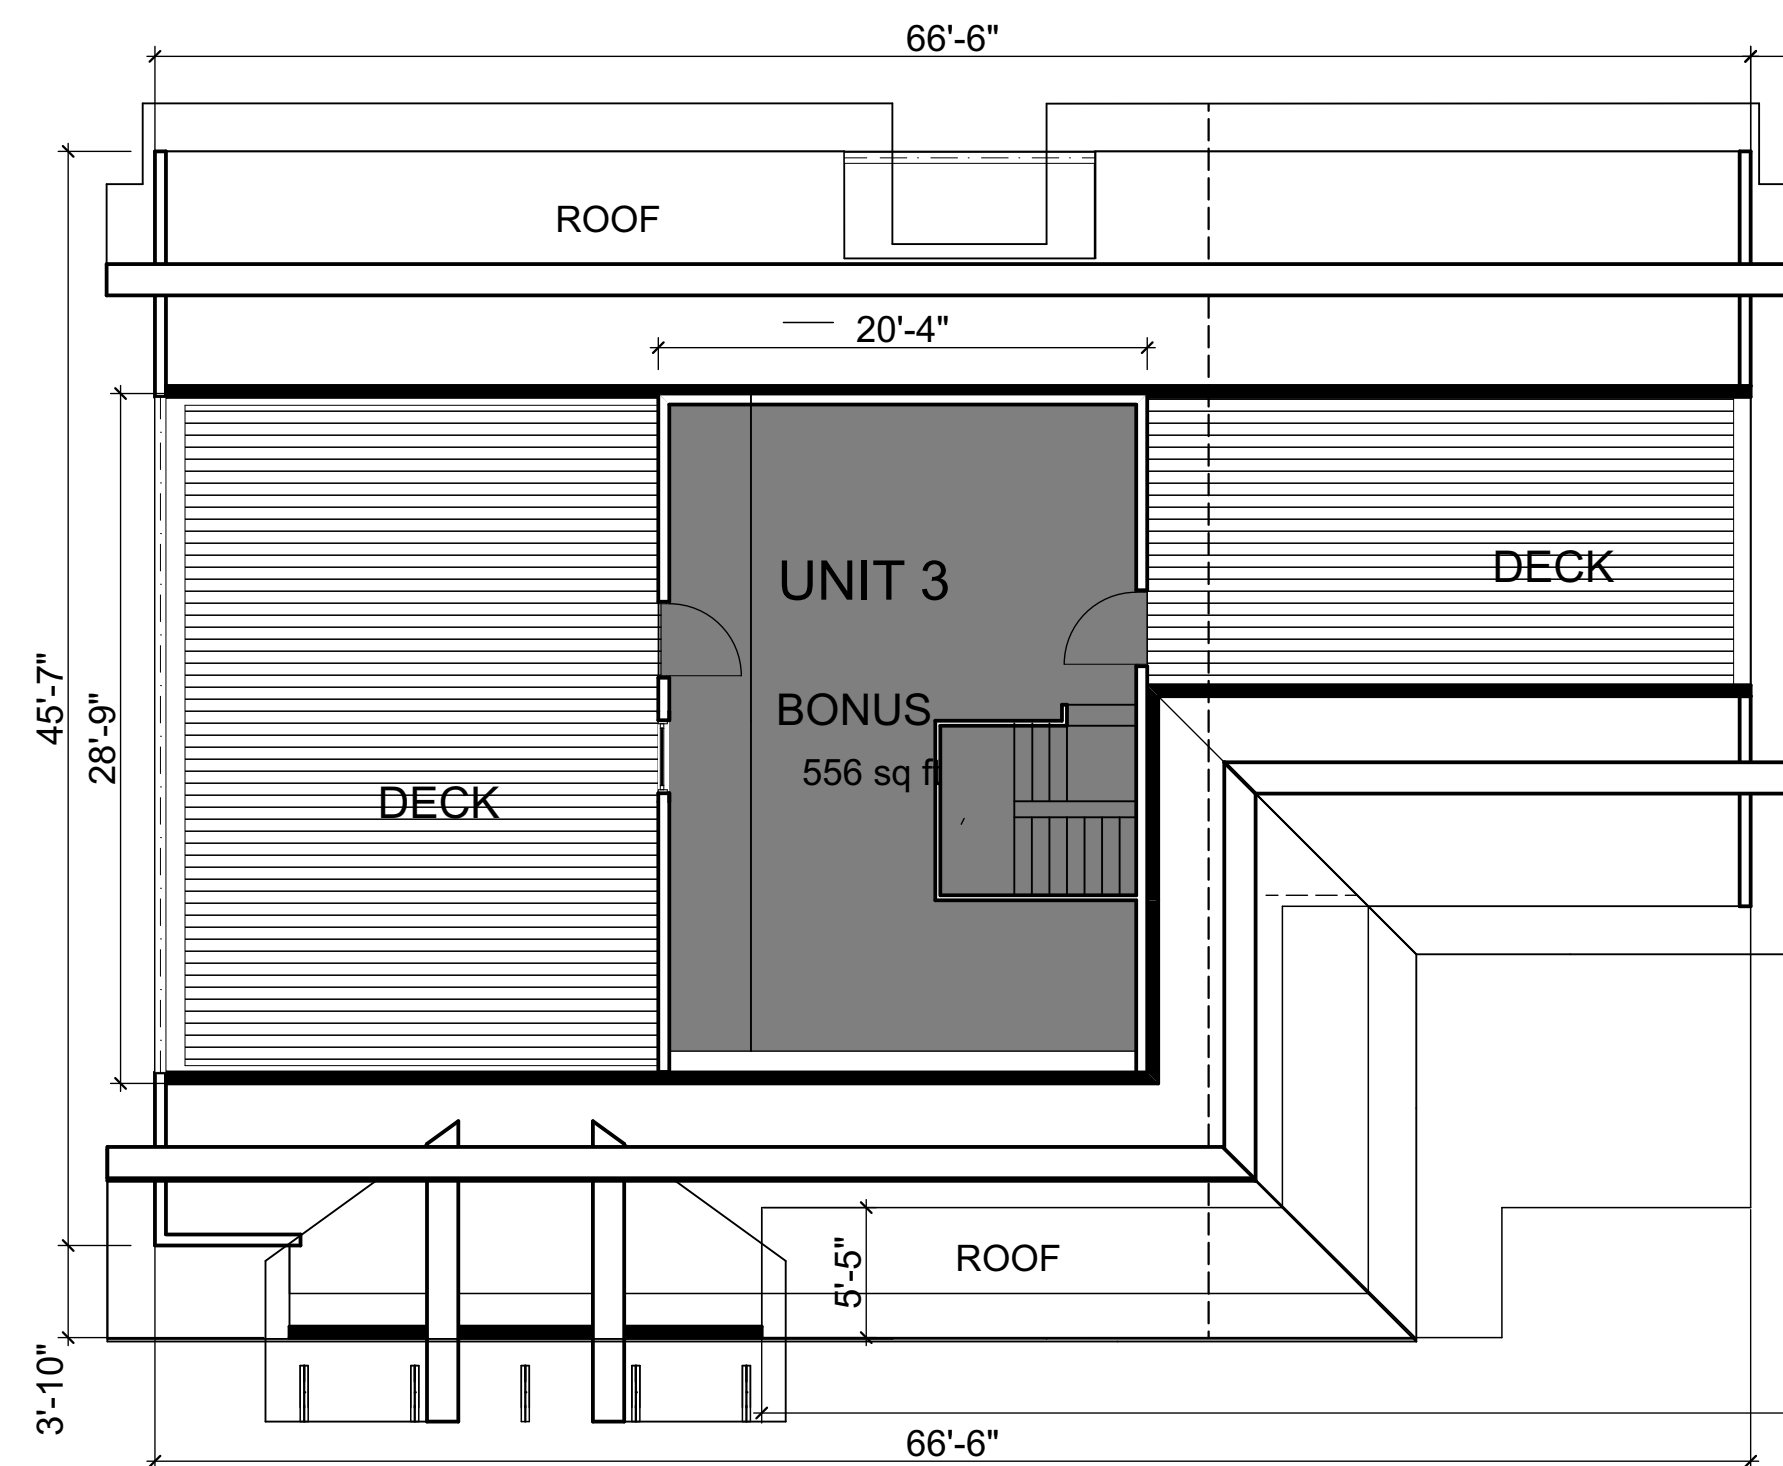 66'-6"
ROOF
20'-4"
UNIT 3
DECK
45'-7"
28'-9"
BONUS
556 sq ft
DECK
5'-5"
ROOF
3'-10"
66'-6"